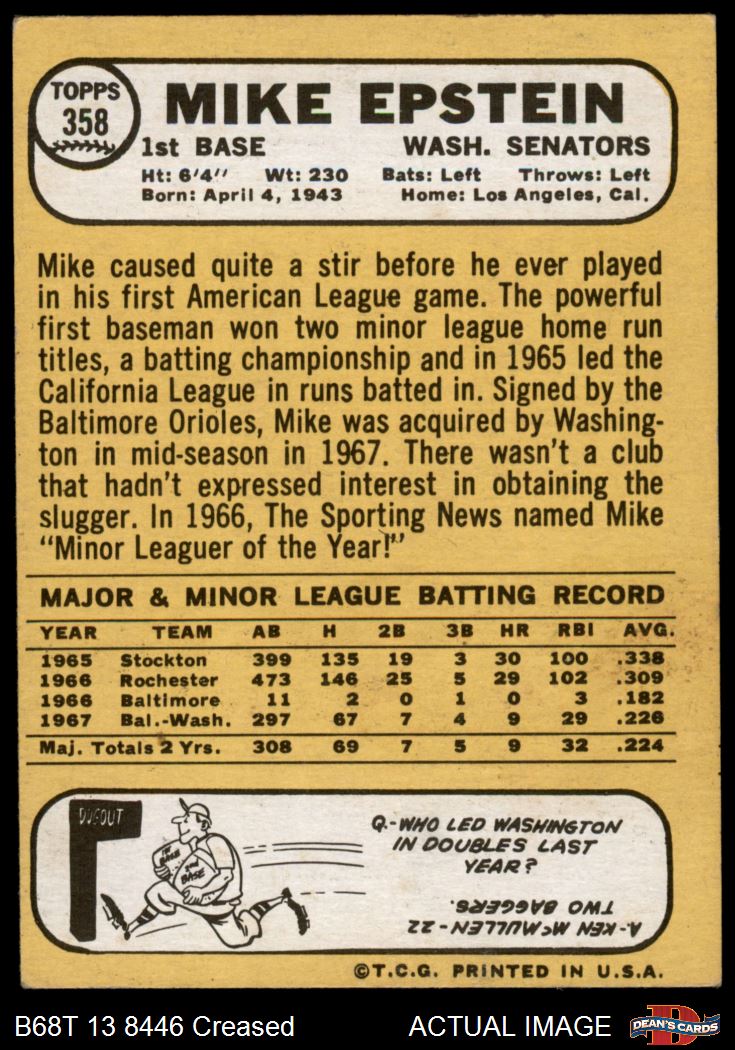 TOPPS
358
MIKE EPSTEIN
1st BASE WASH. SENATORS
Ht: 6'4" Wt: 230 Bats: Left Throws: Left
Born: April 4, 1943 Home: Los Angeles, Cal.
Mike caused quite a stir before he ever played
in his first American League game. The powerful
first baseman won two minor league home run
titles, a batting championship and in 1965 led the
California League in runs batted in. Signed by the
Baltimore Orioles, Mike was acquired by Washing-
ton in mid-season in 1967. There wasn't a club
that hadn't expressed interest in obtaining the
slugger. In 1966, The Sporting News named Mike
"Minor Leaguer of the Year!"
MAJOR & MINOR LEAGUE BATTING RECORD
YEAR TEAM AB H 2B 3B HR RBI AVG.
1965 Stockton 399 135 19 3 30 100 .338
1966 Rochester 473 146 25 5 29 102 .309
1966 Baltimore 11 2 0 1 0 3 .182
1967 Bal.-Wash. 297 67 7 4 9 29 .226
Maj. Totals 2 Yrs. 308 69 7 5 9 32 .224
DUGOUT
1ST
BASE
2ND
BASE
Q.-WHO LED WASHINGTON
IN DOUBLES LAST
YEAR?
A-KEN McMULLEN-22
TWO BAGGERS.
©T.C.G. PRINTED IN U.S.A.
B68T 13 8446 Creased ACTUAL IMAGE
D
DEAN'S CARDS